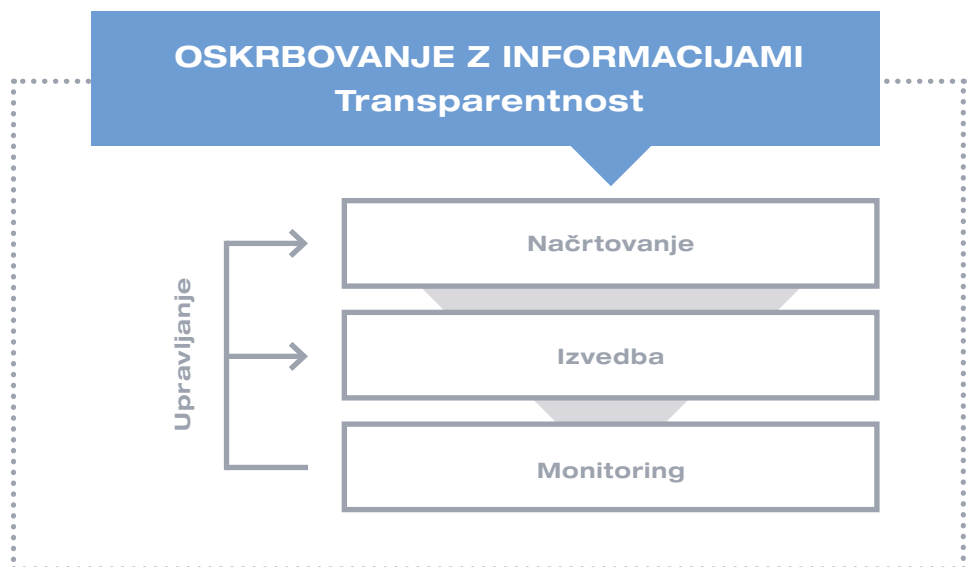 OSKRBOVANJE Z INFORMACIJAMI
Transparentnost
Načrtovanje
Upravljanje
Izvedba
Monitoring